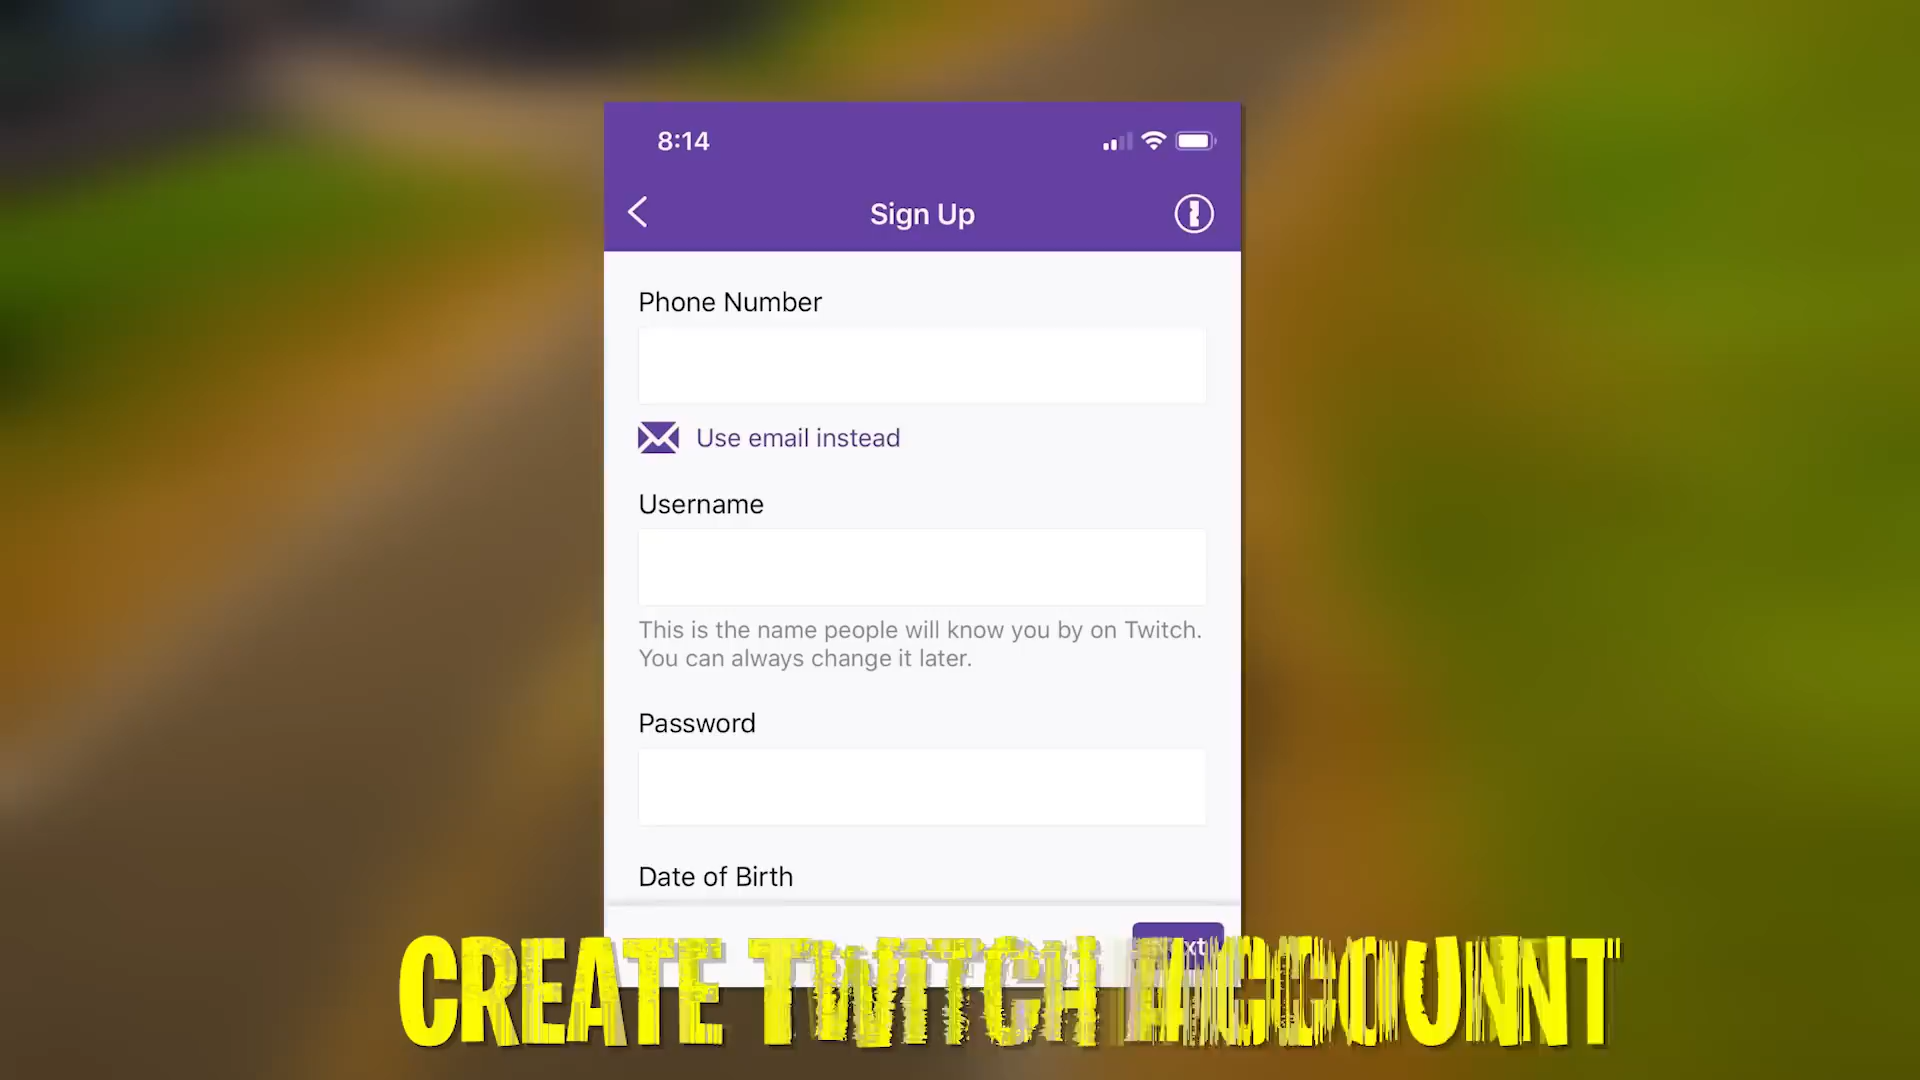 8:14
Sign Up
Phone Number
Use email instead
Username
This is the name people will know you by on Twitch.
You can always change it later.
Password
Date of Birth
CREATE TWITCH ACCOUNT